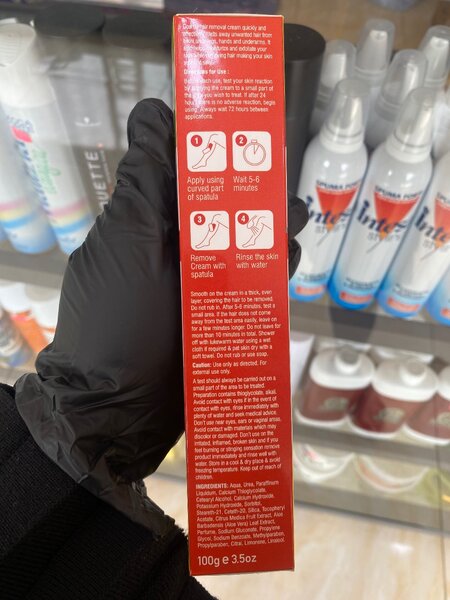 hair removal cream quickly and
melts away unwanted hair from
legs, hands and underarms. It
and exfoliate your
hair making your skin
Directions for Use :
Before each use, test your skin reaction
by applying the cream to a small part of
the area you wish to treat. If after 24
hours there is no adverse reaction, begin
using. Always wait 72 hours between
applications.
1
2
Apply using
curved part
of spatula
Wait 5-6
minutes
3
4
Remove
Cream with
spatula
Rinse the skin
with water
Smooth on the cream in a thick, even
layer, covering the hair to be removed.
Do not rub in. After 5-6 minutes, test a
small area. If the hair does not come
away from the test area easily, leave on
for a few minutes longer. Do not leave for
more than 10 minutes in total. Shower
off with lukewarm water using a wet
cloth if required & pat skin dry with a
soft towel. Do not rub or use soap.
Caution: Use only as directed. For
external use only.
A test should always be carried out on a
small part of the area to be treated.
Preparation contains thioglycolate, alkali.
Avoid contact with eyes if in the event of
contact with eyes, rinse immediately with
plenty of water and seek medical advice.
Don't use near eyes, ears or vaginal areas.
Avoid contact with materials which may
discolor or damaged. Don't use on the
irritated, inflamed, broken skin and if you
feel burning or stinging sensation remove
product immediately and rinse well with
water. Store in a cool & dry place & avoid
freezing temperature. Keep out of reach of
children.
INGREDIENTS: Aqua, Urea, Paraffinum
Liquidum, Calcium Thioglycolate,
Cetearyl Alcohol, Calcium Hydroxide,
Potassium Hydroxide, Sorbitol,
Steareth-21, Ceteth-20, Silica, Tocopheryl
Acetate, Citrus Medica Fruit Extract, Aloe
Barbadensis (Aloe Vera) Leaf Extract,
Perfume, Sodium Gluconate, Propylene
Glycol, Sodium Benzoate, Methylparaben,
Propylparaben, Citral, Limonene, Linalool.
100g e 3.5oz